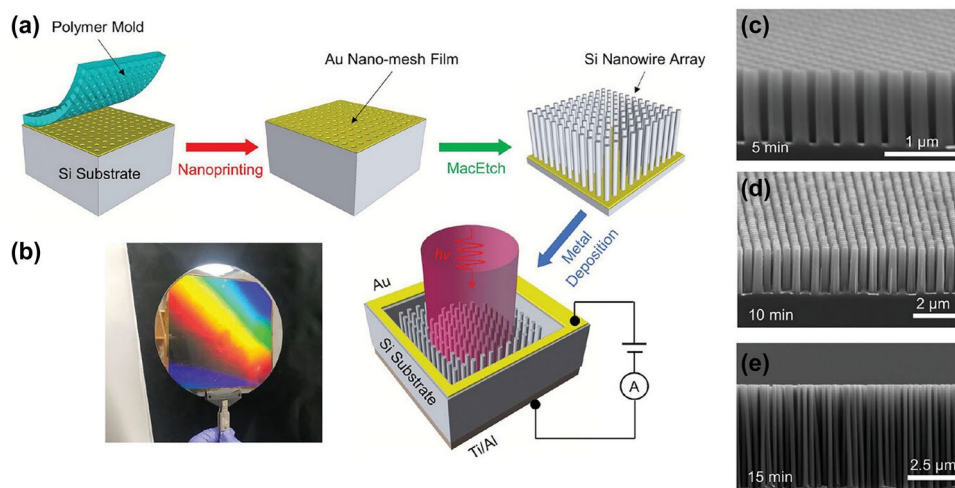 (a)
Polymer Mold
Au Nano-mesh Film
Si Nanowire Array
Si Substrate
Nanoprinting
MacEtch
Metal
Deposition
(b)
hv
Au
Si Substrate
A
Ti/Al
(c)
5 min
1 µm
(d)
10 min
2 µm
(e)
15 min
2.5 µm